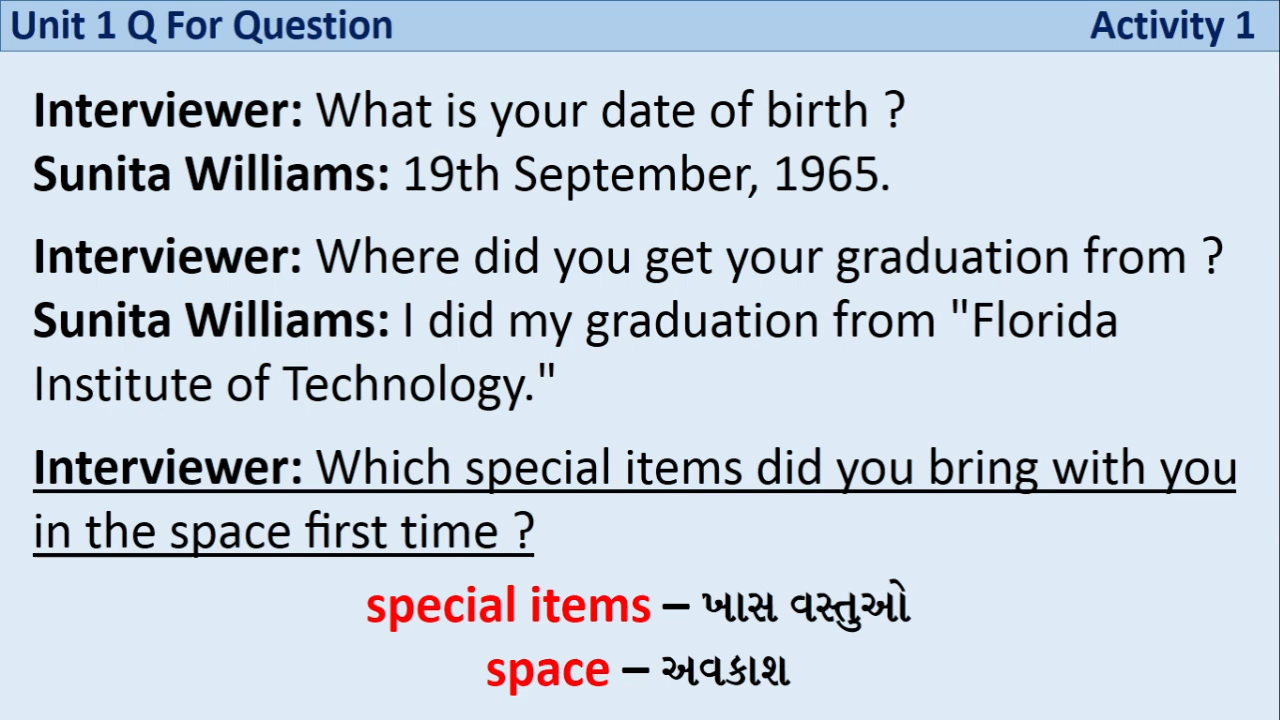 Unit 1 Q For Question
Activity 1
Interviewer: What is your date of birth ?
Sunita Williams: 19th September, 1965.
Interviewer: Where did you get your graduation from ?
Sunita Williams: I did my graduation from "Florida
Institute of Technology."
Interviewer: Which special items did you bring with you
in the space first time ?
special items – ખાસ વસ્તુઓ
space – અવકાશ